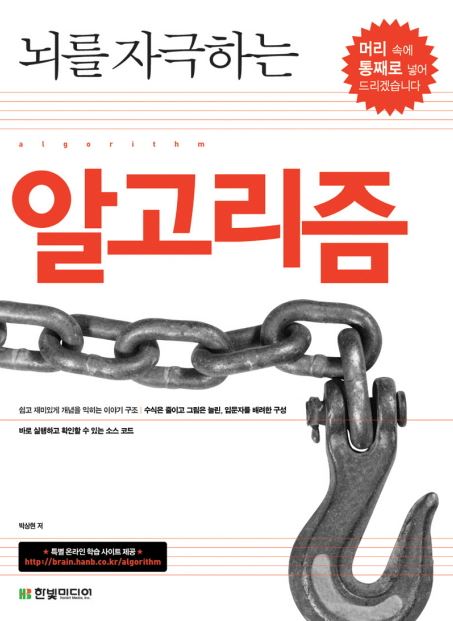 뇌를 자극하는
머리 속에
통째로 넣어
드리겠습니다
algorithm
알고리즘
쉽고 재미있게 개념을 익히는 이야기 구조 | 수식은 줄이고 그림은 늘린, 입문자를 배려한 구성
바로 실행하고 확인할 수 있는 소스 코드
박상현 저
★ 특별 온라인 학습 사이트 제공 ★
http://brain.hanb.co.kr/algorithm
HB 한빛미디어
Hanbit Media, Inc.